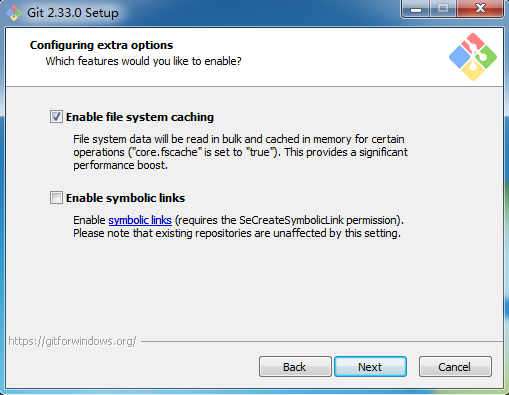 Git 2.33.0 Setup
Configuring extra options
Which features would you like to enable?
Enable file system caching
File system data will be read in bulk and cached in memory for certain
operations ("core.fscache" is set to "true"). This provides a significant
performance boost.
Enable symbolic links
Enable symbolic links (requires the SeCreateSymbolicLink permission).
Please note that existing repositories are unaffected by this setting.
https://gitforwindows.org/
Back
Next
Cancel